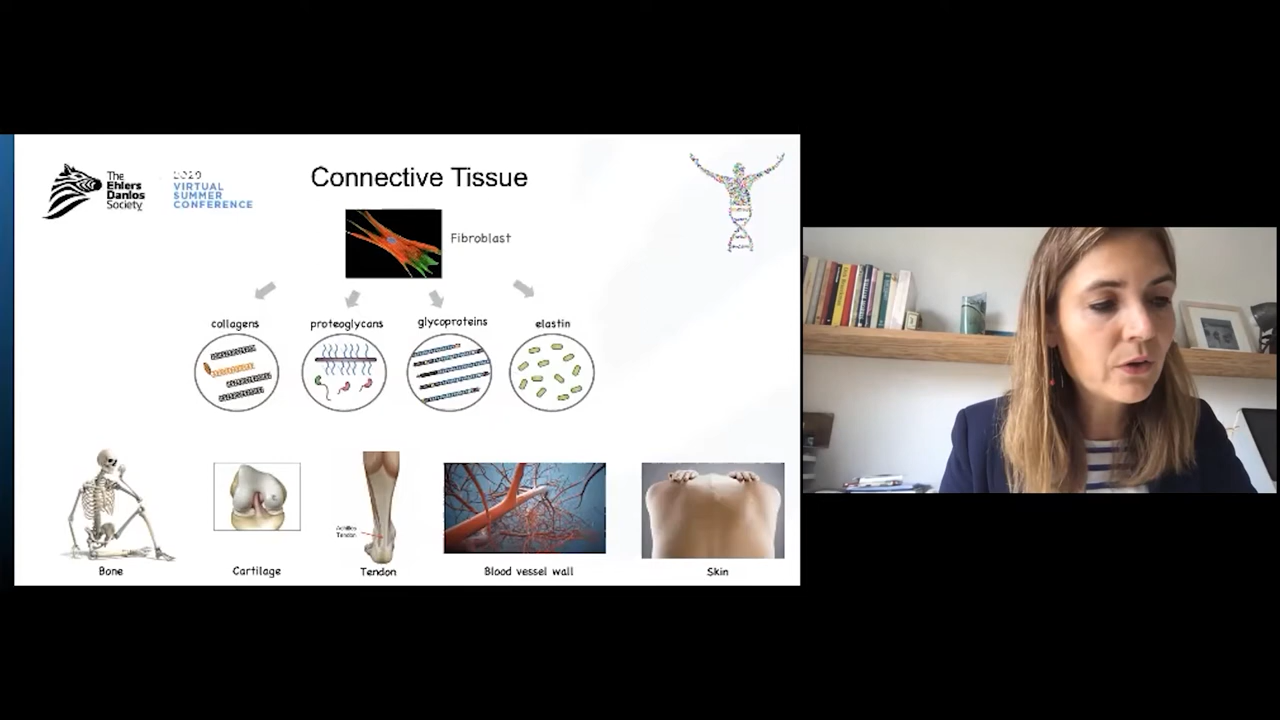 The
Ehlers
Danlos
Society
2020
VIRTUAL
SUMMER
CONFERENCE
Connective Tissue
Fibroblast
collagens
proteoglycans
glycoproteins
elastin
Achilles
Tendon
Bone
Cartilage
Tendon
Blood vessel wall
Skin